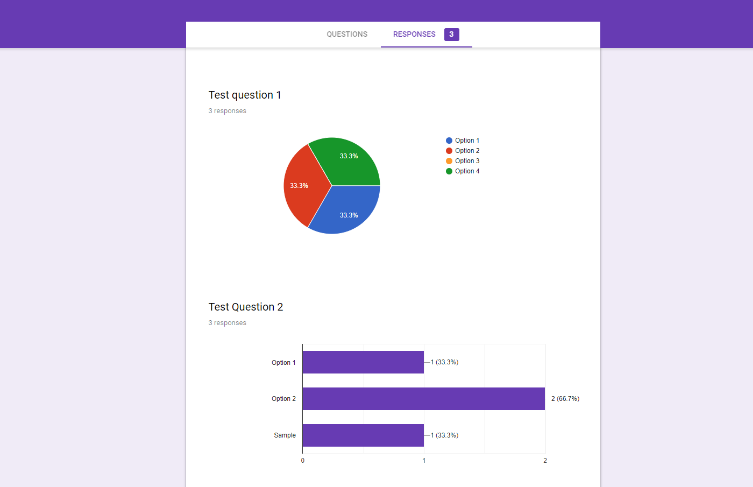 QUESTIONS RESPONSES 3
Test question 1
3 responses
33.3%
33.3%
33.3%
Option 1
Option 2
Option 3
Option 4
Test Question 2
3 responses
Option 1 1 (33.3%)
Option 2 2 (66.7%)
Sample 1 (33.3%)
0 1 2